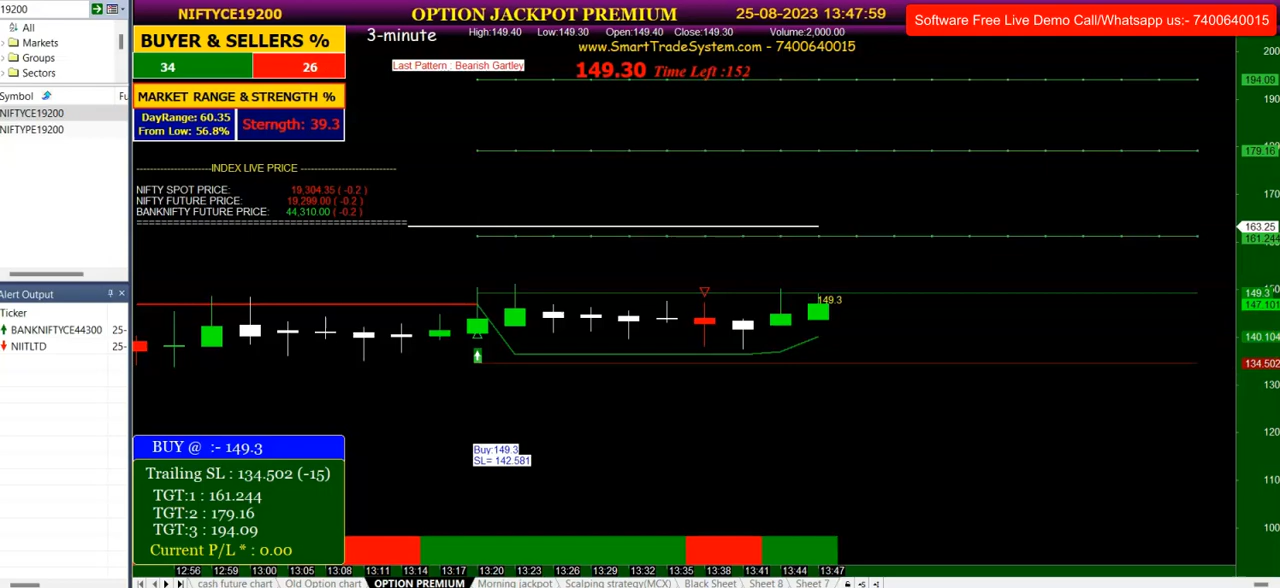 19200
NIFTYCE19200
OPTION JACKPOT PREMIUM
25-08-2023 13:47:59
Software Free Live Demo Call/Whatsapp us:- 7400640015
3-minute
High:149.40 Low:149.30 Open:149.40 Close:149.30 Volume:2,000.00
www.SmartTradeSystem.com - 7400640015
All
Markets
Groups
Sectors
Symbol
Fu
NIFTYCE19200
NIFTYPE19200
BUYER & SELLERS %
34 26
Last Pattern : Bearish Gartley
149.30 Time Left :152
MARKET RANGE & STRENGTH %
DayRange: 60.35
From Low: 56.8%
Sterngth: 39.3
INDEX LIVE PRICE
NIFTY SPOT PRICE: 19,304.35 ( -0.2 )
NIFTY FUTURE PRICE: 19,299.00 ( -0.2 )
BANKNIFTY FUTURE PRICE: 44,310.00 ( -0.2 )
200
194.09
190
179.16
170
163.25
161.244
149.3
149.3
147.101
140.104
134.502
130
120
110
100
Alert Output
Ticker
BANKNIFTYCE44300 25-
NIITLTD 25-
Buy:149.3
SL= 142.581
BUY @ :- 149.3
Trailing SL : 134.502 (-15)
TGT:1 : 161.244
TGT:2 : 179.16
TGT:3 : 194.09
Current P/L * : 0.00
12:56 13:00 13:05 13:08 13:11 13:14 13:17 13:20 13:23 13:26 13:29 13:32 13:35 13:38 13:41 13:44 13:47
cash future chart Old Option chart OPTION PREMIUM Morning jackpot Scalping strategy(MCX) Black Sheet Sheet 8 Sheet 7